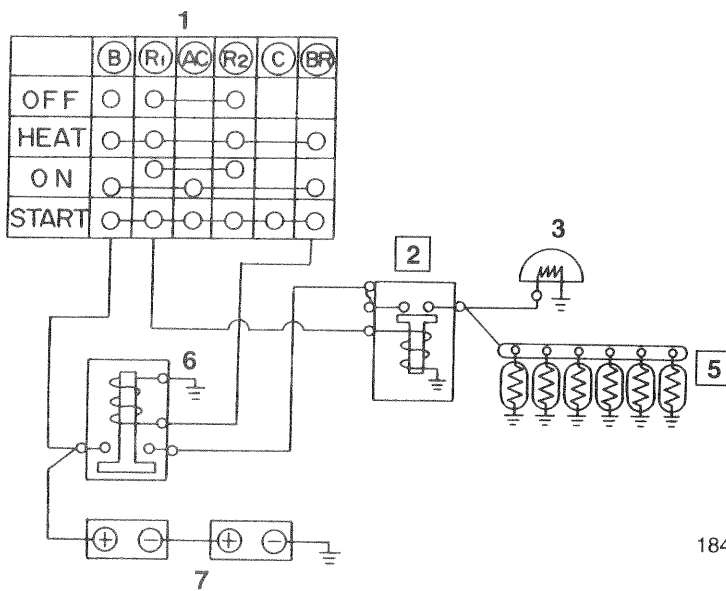 1
B R1 AC R2 C BR
OFF
HEAT
ON
START
2
3
6
5
+ − + −
7
184